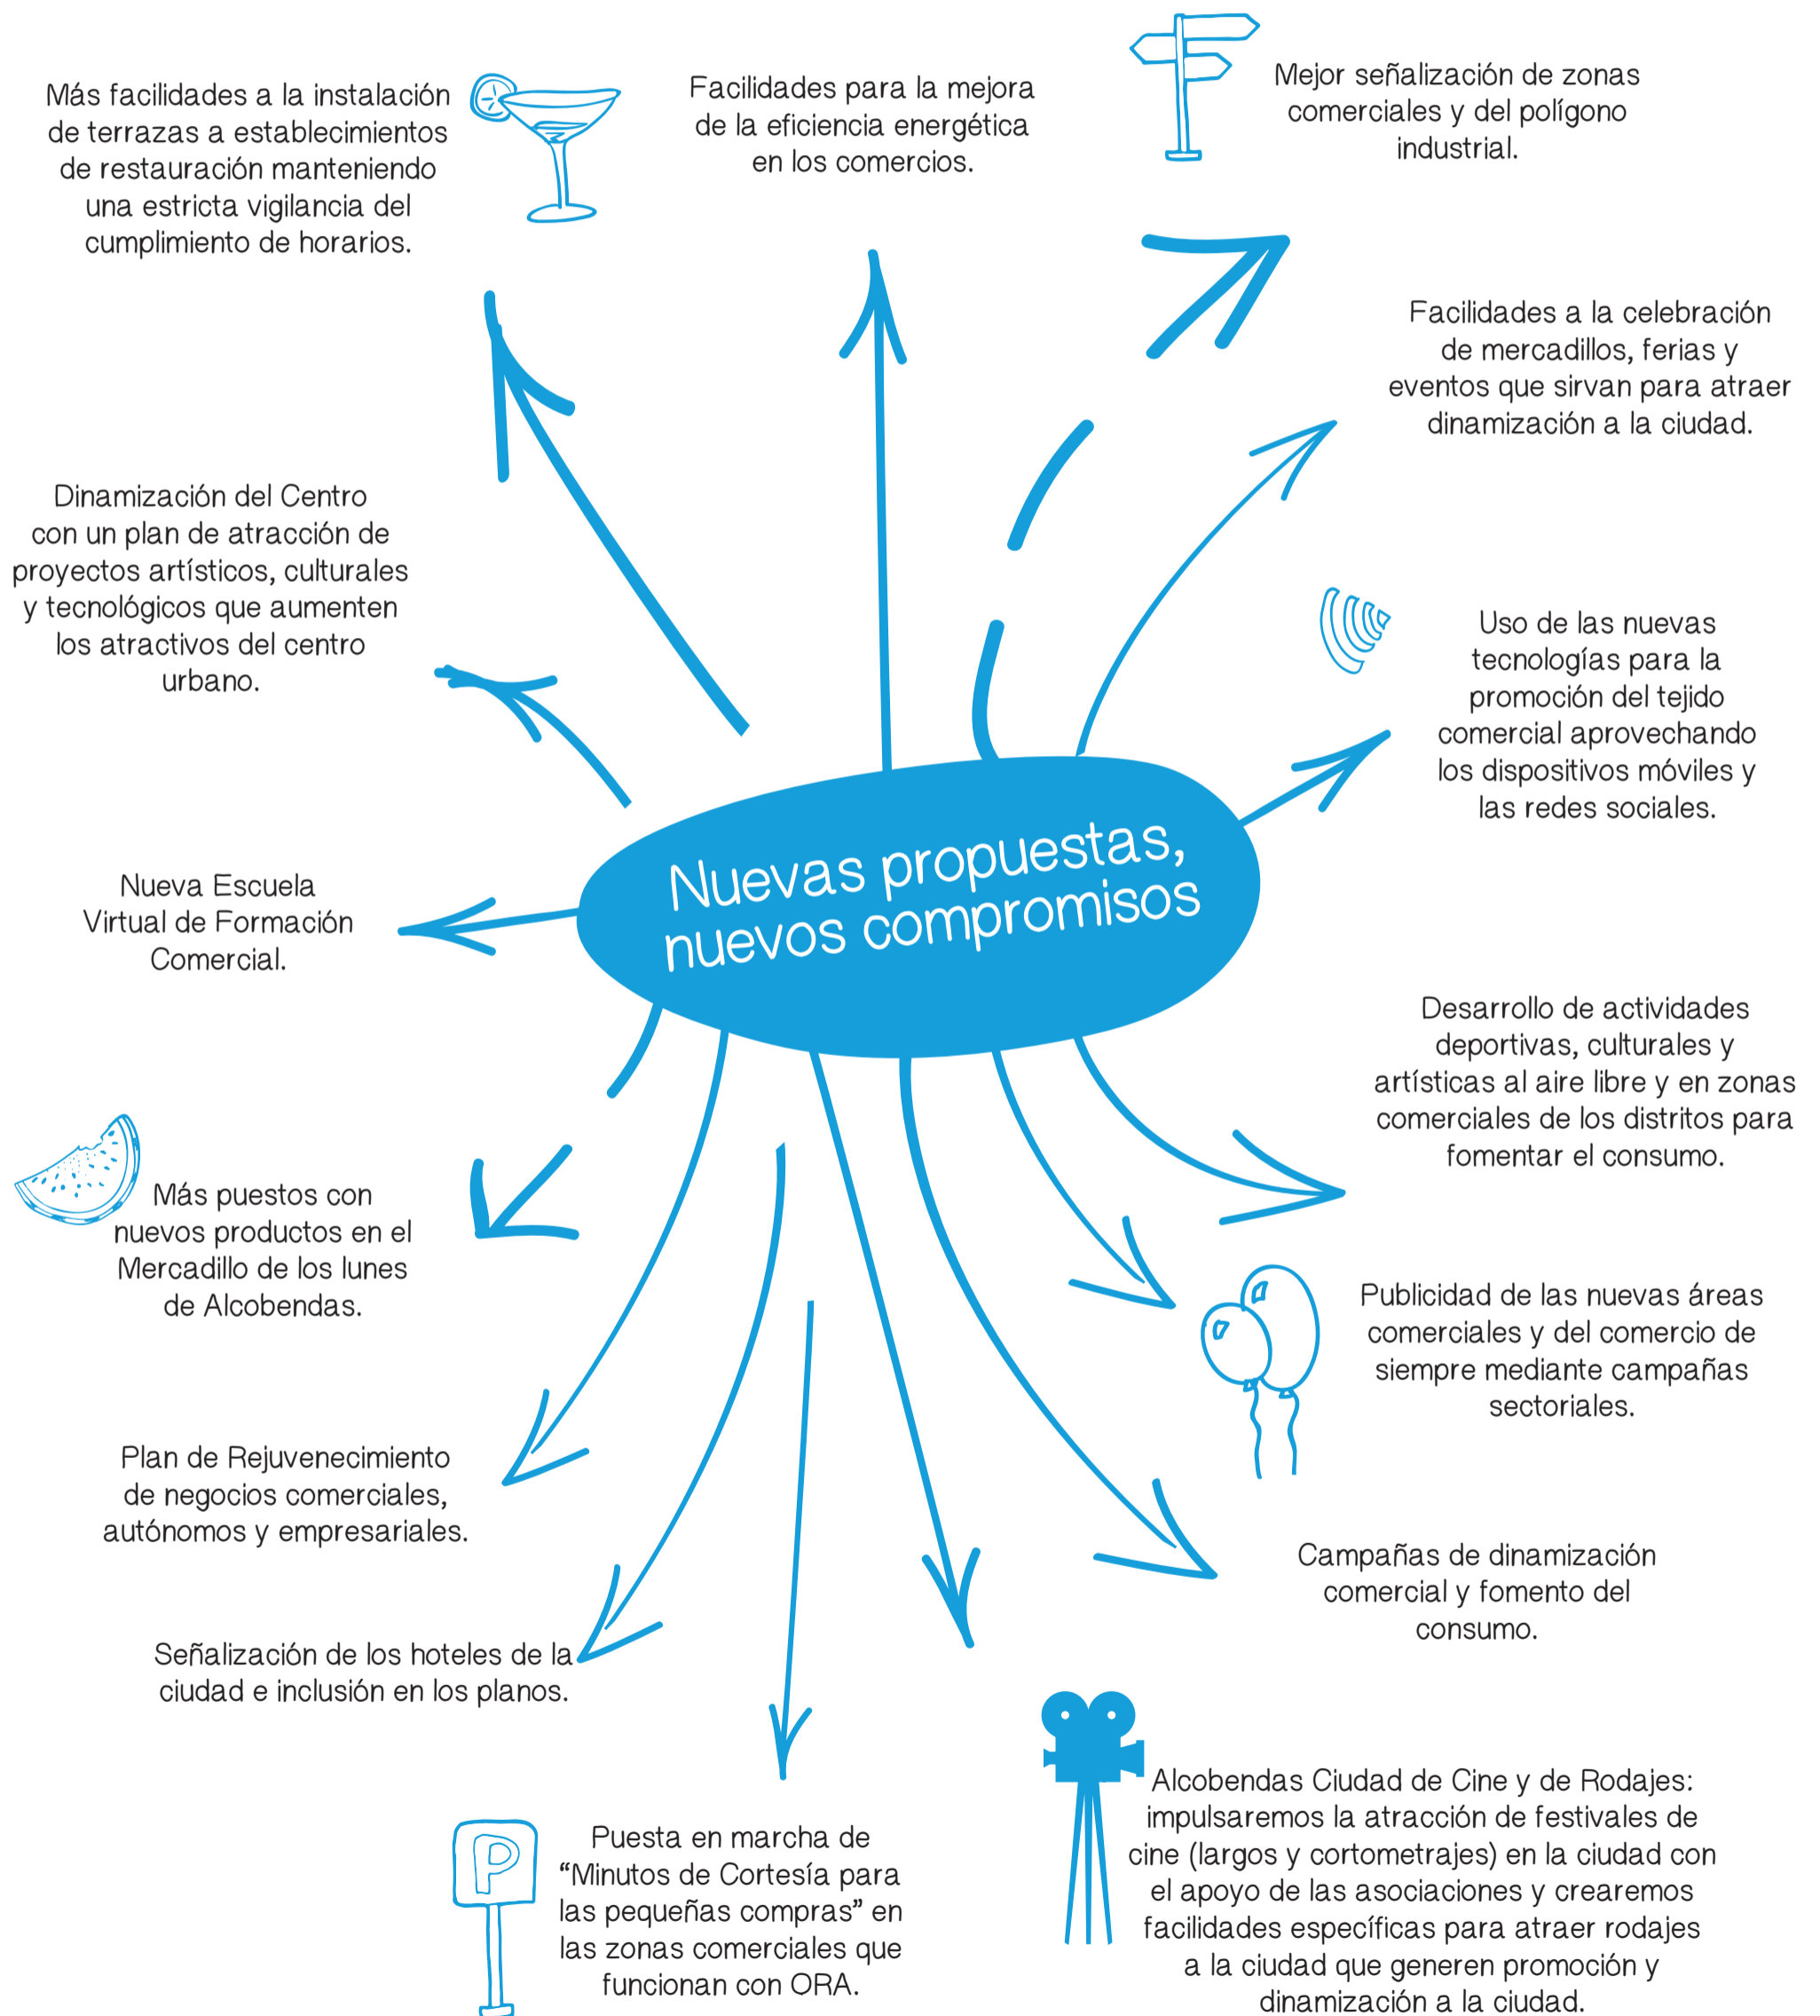 Más facilidades a la instalación
de terrazas a establecimientos
de restauración manteniendo
una estricta vigilancia del
cumplimiento de horarios.
Facilidades para la mejora
de la eficiencia energética
en los comercios.
Mejor señalización de zonas
comerciales y del polígono
industrial.
Facilidades a la celebración
de mercadillos, ferias y
eventos que sirvan para atraer
dinamización a la ciudad.
Dinamización del Centro
con un plan de atracción de
proyectos artísticos, culturales
y tecnológicos que aumenten
los atractivos del centro
urbano.
Uso de las nuevas
tecnologías para la
promoción del tejido
comercial aprovechando
los dispositivos móviles y
las redes sociales.
Nuevas propuestas,
nuevos compromisos
Nueva Escuela
Virtual de Formación
Comercial.
Desarrollo de actividades
deportivas, culturales y
artísticas al aire libre y en zonas
comerciales de los distritos para
fomentar el consumo.
Más puestos con
nuevos productos en el
Mercadillo de los lunes
de Alcobendas.
Publicidad de las nuevas áreas
comerciales y del comercio de
siempre mediante campañas
sectoriales.
Plan de Rejuvenecimiento
de negocios comerciales,
autónomos y empresariales.
Campañas de dinamización
comercial y fomento del
consumo.
Señalización de los hoteles de la
ciudad e inclusión en los planos.
P
Puesta en marcha de
“Minutos de Cortesía para
las pequeñas compras” en
las zonas comerciales que
funcionan con ORA.
Alcobendas Ciudad de Cine y de Rodajes:
impulsaremos la atracción de festivales de
cine (largos y cortometrajes) en la ciudad con
el apoyo de las asociaciones y crearemos
facilidades específicas para atraer rodajes
a la ciudad que generen promoción y
dinamización a la ciudad.